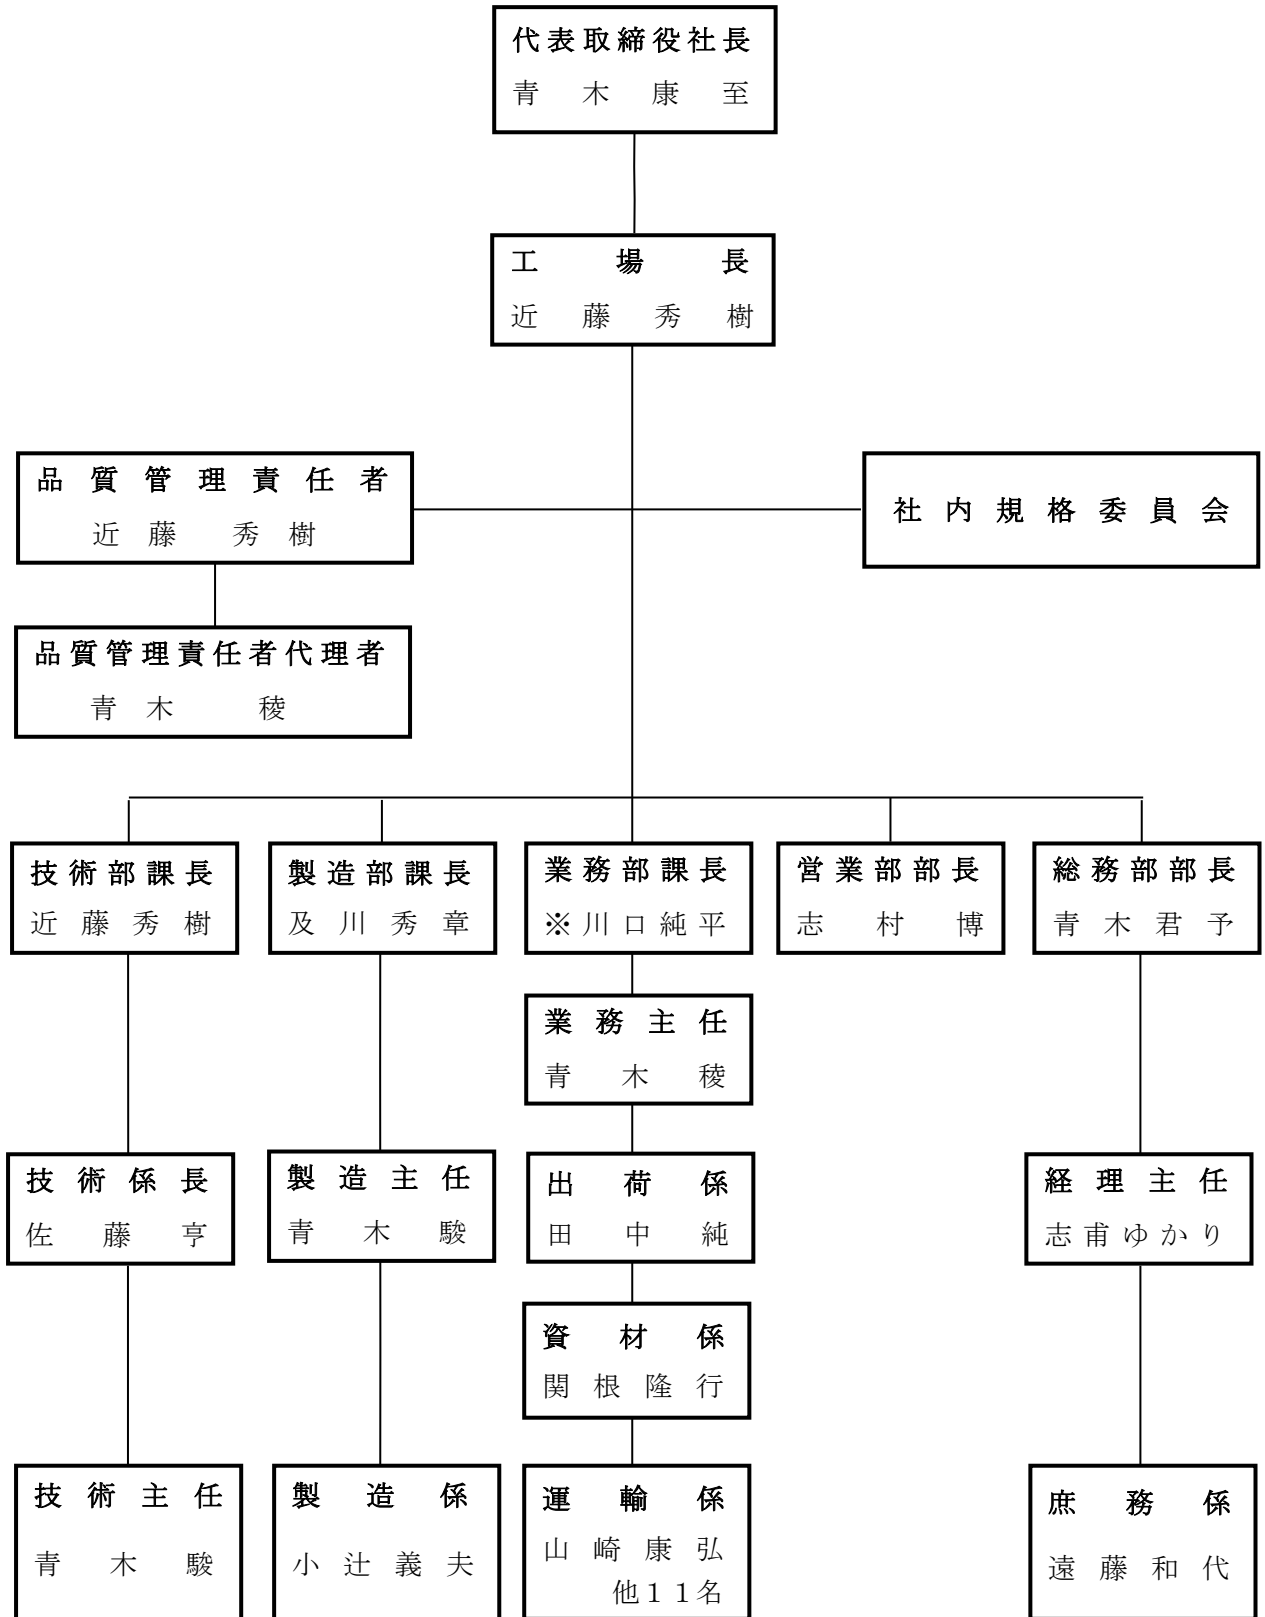 代表取締役社長
青木康至
工場長
近藤秀樹
品質管理責任者
近藤秀樹
社内規格委員会
品質管理責任者代理者
青木稜
技術部課長
近藤秀樹
製造部課長
及川秀章
業務部課長
※川口純平
営業部部長
志村博
総務部部長
青木君予
業務主任
青木稜
技術係長
佐藤亨
製造主任
青木駿
出荷係
田中純
経理主任
志甫ゆかり
資材係
関根隆行
技術主任
青木駿
製造係
小辻義夫
運輸係
山崎康弘
他11名
庶務係
遠藤和代